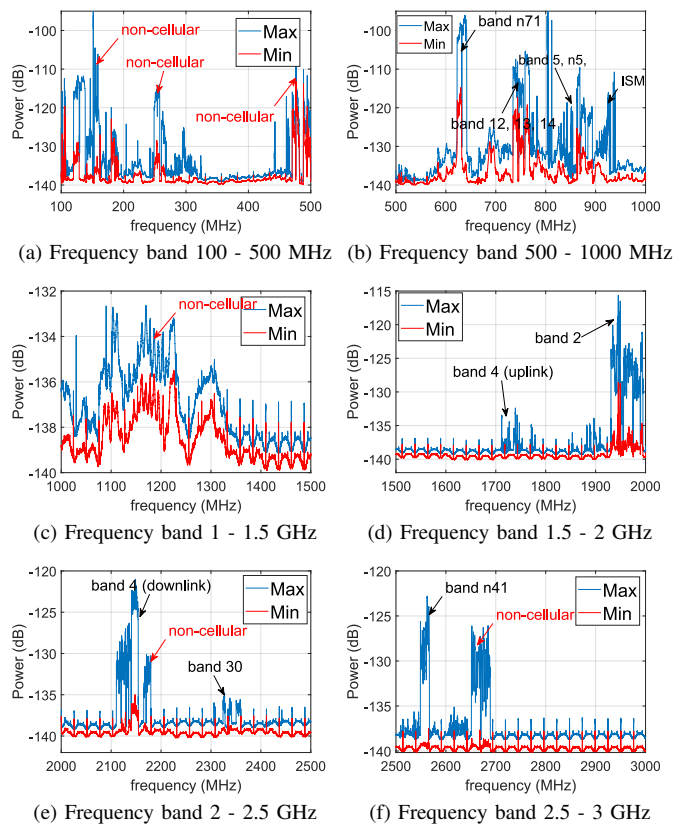 -100
-110
-120
-130
-140
Power (dB)
100 200 300 400 500
frequency (MHz)
Max
Min
non-cellular
non-cellular
non-cellular
(a) Frequency band 100 - 500 MHz
-100
-110
-120
-130
-140
Power (dB)
500 600 700 800 900 1000
frequency (MHz)
Max
Min
band n71
band 5, n5,
ISM
band 12, 13, 14
(b) Frequency band 500 - 1000 MHz
-132
-134
-136
-138
-140
Power (dB)
1000 1100 1200 1300 1400 1500
frequency (MHz)
non-cellular
Max
Min
(c) Frequency band 1 - 1.5 GHz
-115
-120
-125
-130
-135
-140
Power (dB)
1500 1600 1700 1800 1900 2000
frequency (MHz)
Max
Min
band 2
band 4 (uplink)
(d) Frequency band 1.5 - 2 GHz
-120
-125
-130
-135
-140
Power (dB)
2000 2100 2200 2300 2400 2500
frequency (MHz)
band 4 (downlink)
non-cellular
band 30
Max
Min
(e) Frequency band 2 - 2.5 GHz
-120
-125
-130
-135
-140
Power (dB)
2500 2600 2700 2800 2900 3000
frequency (MHz)
band n41
non-cellular
Max
Min
(f) Frequency band 2.5 - 3 GHz